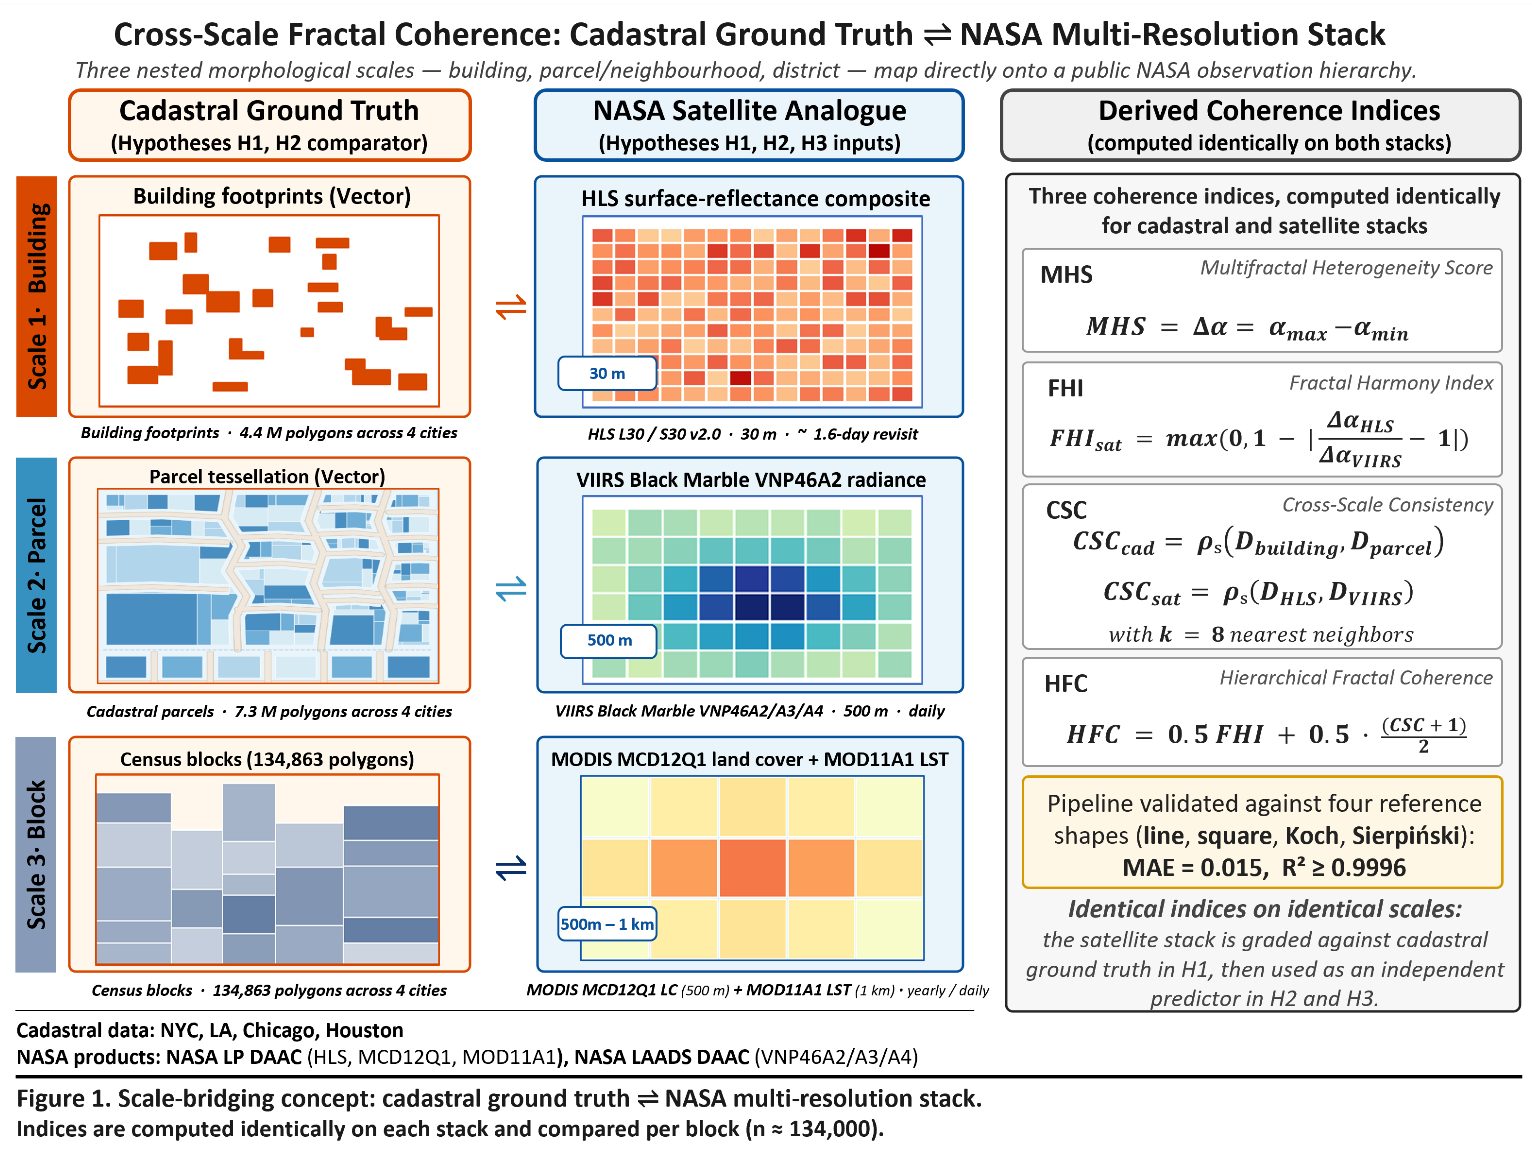 Cross-Scale Fractal Coherence: Cadastral Ground Truth ⇌ NASA Multi-Resolution Stack
Three nested morphological scales — building, parcel/neighbourhood, district — map directly onto a public NASA observation hierarchy.
Cadastral Ground Truth
(Hypotheses H1, H2 comparator)
Scale 1· Building
Building footprints (Vector)
Building footprints · 4.4 M polygons across 4 cities
Scale 2· Parcel
Parcel tessellation (Vector)
Cadastral parcels · 7.3 M polygons across 4 cities
Scale 3· Block
Census blocks (134,863 polygons)
Census blocks · 134,863 polygons across 4 cities
NASA Satellite Analogue
(Hypotheses H1, H2, H3 inputs)
⇌
HLS surface-reflectance composite
30 m
HLS L30 / S30 v2.0 · 30 m · ~ 1.6-day revisit
⇌
VIIRS Black Marble VNP46A2 radiance
500 m
VIIRS Black Marble VNP46A2/A3/A4 · 500 m · daily
⇌
MODIS MCD12Q1 land cover + MOD11A1 LST
500m – 1 km
MODIS MCD12Q1 LC (500 m) + MOD11A1 LST (1 km) · yearly / daily
Derived Coherence Indices
(computed identically on both stacks)
Three coherence indices, computed identically
for cadastral and satellite stacks
MHS Multifractal Heterogeneity Score
MHS = Δα = α_max − α_min
FHI Fractal Harmony Index
FHI_sat = max(0, 1 − |Δα_HLS / Δα_VIIRS − 1|)
CSC Cross-Scale Consistency
CSC_cad = ρ_s(D_building, D_parcel)
CSC_sat = ρ_s(D_HLS, D_VIIRS)
with k = 8 nearest neighbors
HFC Hierarchical Fractal Coherence
HFC = 0.5 FHI + 0.5 · (CSC + 1) / 2
Pipeline validated against four reference
shapes (line, square, Koch, Sierpiński):
MAE = 0.015, R² ≥ 0.9996
Identical indices on identical scales:
the satellite stack is graded against cadastral
ground truth in H1, then used as an independent
predictor in H2 and H3.
Cadastral data: NYC, LA, Chicago, Houston
NASA products: NASA LP DAAC (HLS, MCD12Q1, MOD11A1), NASA LAADS DAAC (VNP46A2/A3/A4)
Figure 1. Scale-bridging concept: cadastral ground truth ⇌ NASA multi-resolution stack.
Indices are computed identically on each stack and compared per block (n ≈ 134,000).